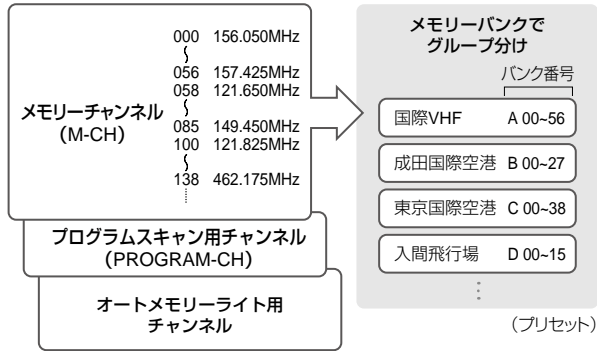 メモリーチャンネル
（M-CH）
000 156.050MHz
056 157.425MHz
058 121.650MHz
085 149.450MHz
100 121.825MHz
138 462.175MHz
プログラムスキャン用チャンネル
（PROGRAM-CH）
オートメモリーライト用
チャンネル
メモリーバンクで
グループ分け
バンク番号
国際VHF A 00~56
成田国際空港 B 00~27
東京国際空港 C 00~38
入間飛行場 D 00~15
（プリセット）